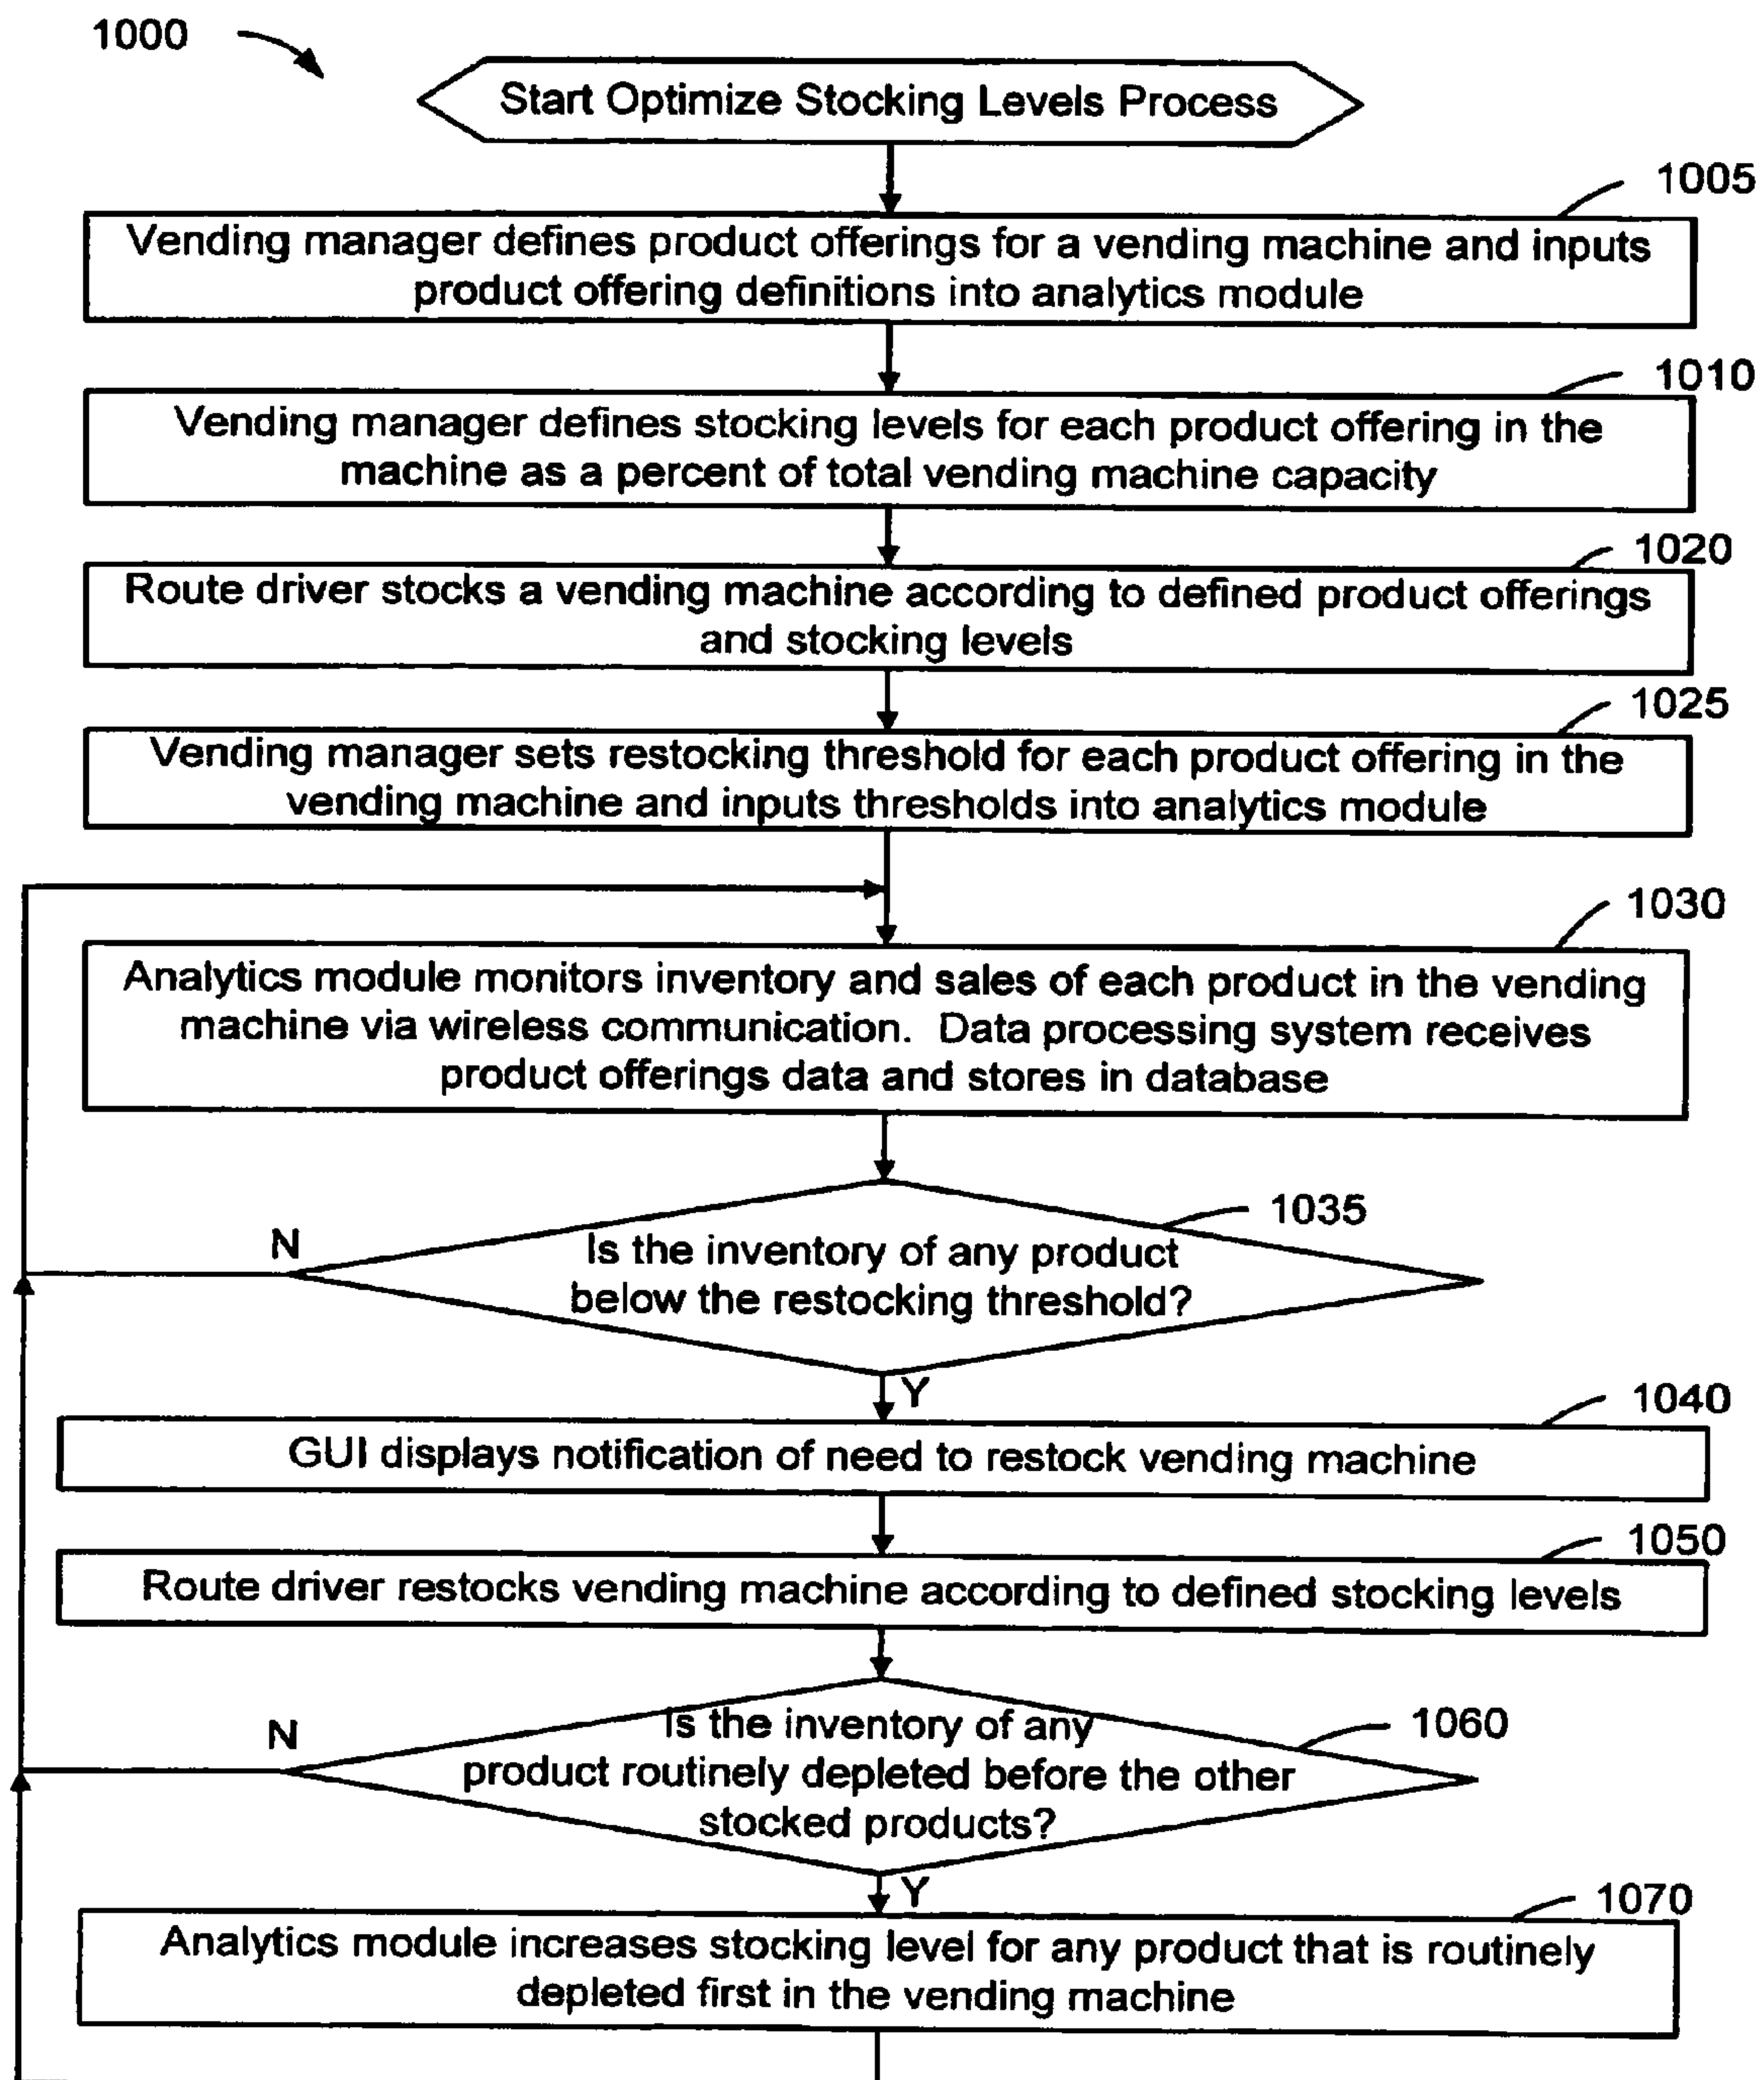 1000
Start Optimize Stocking Levels Process
1005
Vending manager defines product offerings for a vending machine and inputs
product offering definitions into analytics module
1010
Vending manager defines stocking levels for each product offering in the
machine as a percent of total vending machine capacity
1020
Route driver stocks a vending machine according to defined product offerings
and stocking levels
1025
Vending manager sets restocking threshold for each product offering in the
vending machine and inputs thresholds into analytics module
1030
Analytics module monitors inventory and sales of each product in the vending
machine via wireless communication.  Data processing system receives
product offerings data and stores in database
1035
N
Is the inventory of any product
below the restocking threshold?
Y
1040
GUI displays notification of need to restock vending machine
1050
Route driver restocks vending machine according to defined stocking levels
1060
N
Is the inventory of any
product routinely depleted before the other
stocked products?
Y
1070
Analytics module increases stocking level for any product that is routinely
depleted first in the vending machine